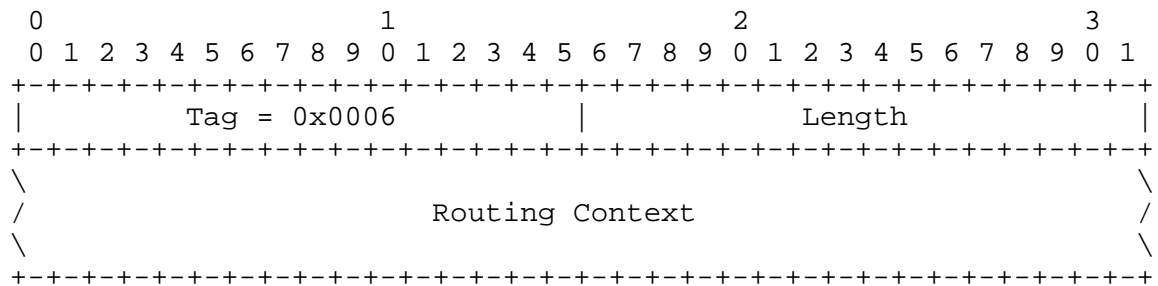 0                   1                   2                   3
 0 1 2 3 4 5 6 7 8 9 0 1 2 3 4 5 6 7 8 9 0 1 2 3 4 5 6 7 8 9 0 1
+-+-+-+-+-+-+-+-+-+-+-+-+-+-+-+-+-+-+-+-+-+-+-+-+-+-+-+-+-+-+-+-+
|         Tag = 0x0006          |            Length             |
+-+-+-+-+-+-+-+-+-+-+-+-+-+-+-+-+-+-+-+-+-+-+-+-+-+-+-+-+-+-+-+-+
\                                                               \
/                       Routing Context                         /
\                                                               \
+-+-+-+-+-+-+-+-+-+-+-+-+-+-+-+-+-+-+-+-+-+-+-+-+-+-+-+-+-+-+-+-+